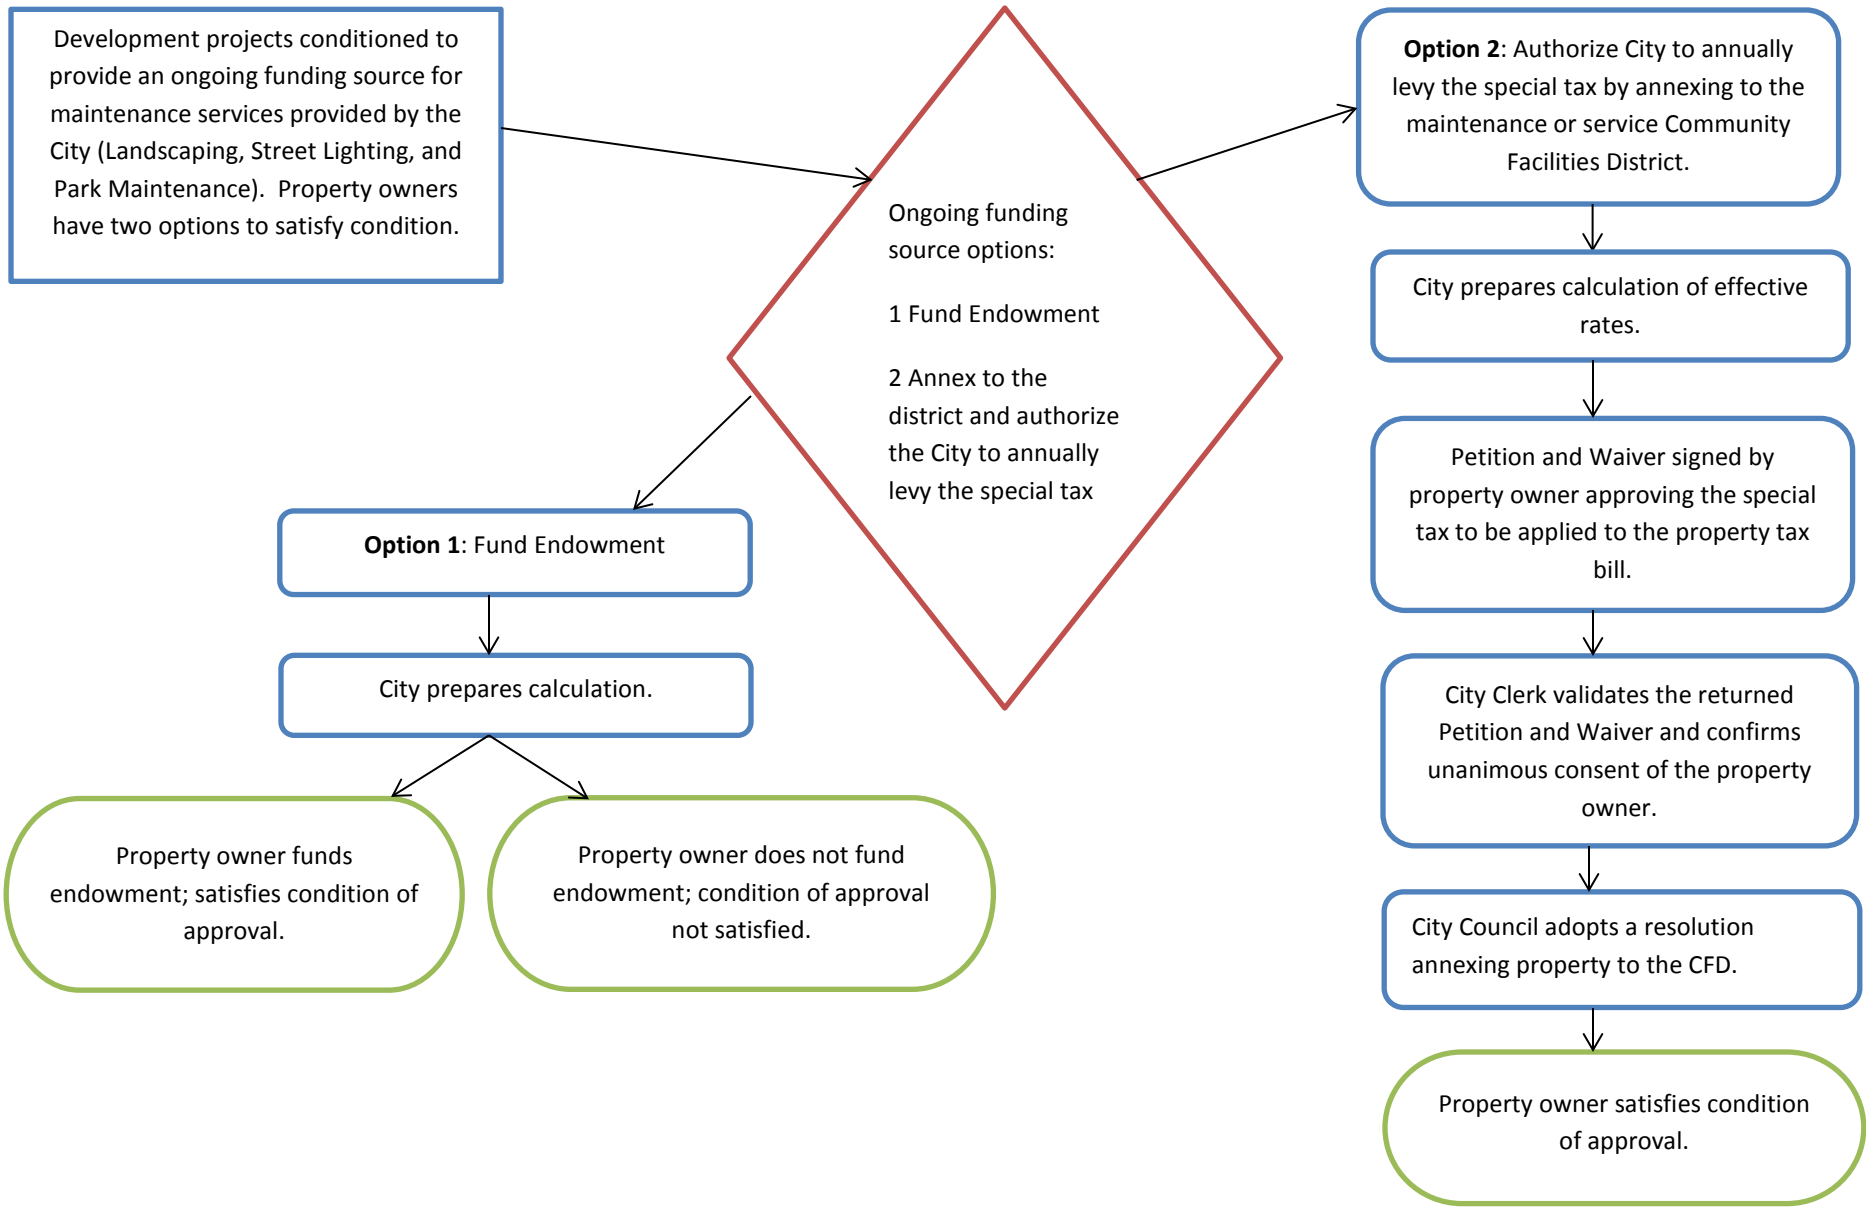 Development projects conditioned to
provide an ongoing funding source for
maintenance services provided by the
City (Landscaping, Street Lighting, and
Park Maintenance).  Property owners
have two options to satisfy condition.
Ongoing funding
source options:
1 Fund Endowment
2 Annex to the
district and authorize
the City to annually
levy the special tax
Option 1: Fund Endowment
City prepares calculation.
Property owner funds
endowment; satisfies condition of
approval.
Property owner does not fund
endowment; condition of approval
not satisfied.
Option 2: Authorize City to annually
levy the special tax by annexing to the
maintenance or service Community
Facilities District.
City prepares calculation of effective
rates.
Petition and Waiver signed by
property owner approving the special
tax to be applied to the property tax
bill.
City Clerk validates the returned
Petition and Waiver and confirms
unanimous consent of the property
owner.
City Council adopts a resolution
annexing property to the CFD.
Property owner satisfies condition
of approval.